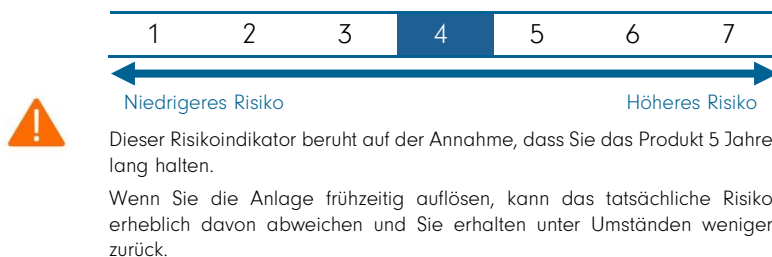 1 2 3 4 5 6 7
Niedrigeres Risiko Höheres Risiko
Dieser Risikoindikator beruht auf der Annahme, dass Sie das Produkt 5 Jahre
lang halten.
Wenn Sie die Anlage frühzeitig auflösen, kann das tatsächliche Risiko
erheblich davon abweichen und Sie erhalten unter Umständen weniger
zurück.